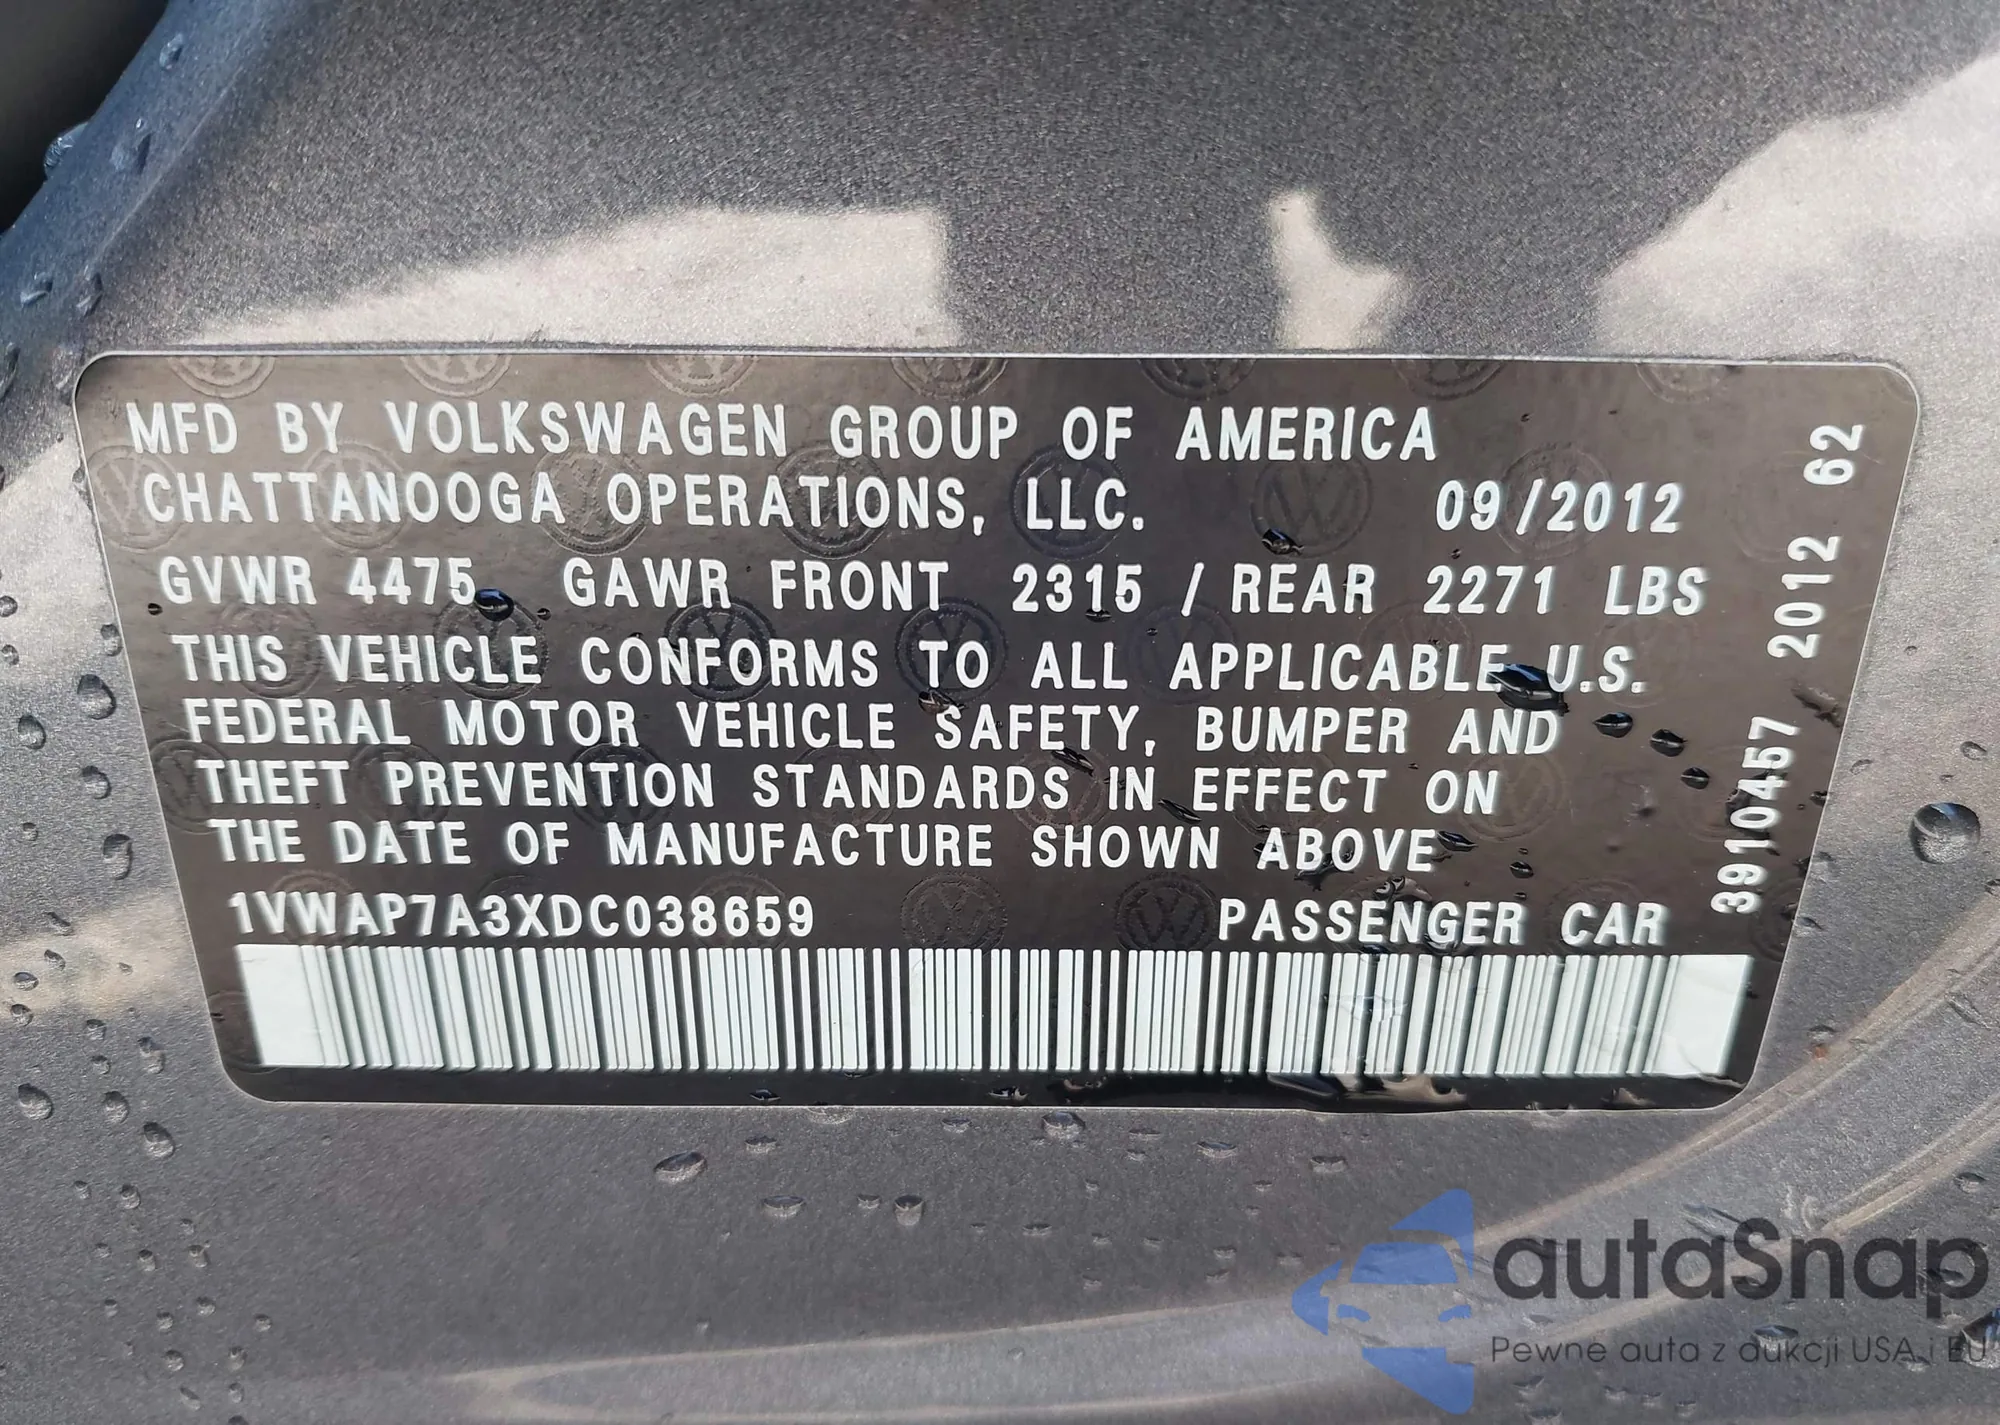 MFD BY VOLKSWAGEN GROUP OF AMERICA
CHATTANOOGA OPERATIONS, LLC. 09/2012
GVWR 4475 GAWR FRONT 2315 / REAR 2271 LBS
THIS VEHICLE CONFORMS TO ALL APPLICABLE U.S.
FEDERAL MOTOR VEHICLE SAFETY, BUMPER AND
THEFT PREVENTION STANDARDS IN EFFECT ON
THE DATE OF MANUFACTURE SHOWN ABOVE
1VWAP7A3XDC038659 PASSENGER CAR
3910457 2012 62
autaSnap
Pewne auta z aukcji USA i EU